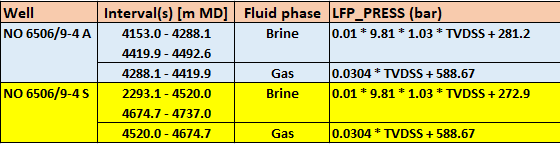 Well Interval(s) [m MD] Fluid phase LFP_PRESS (bar)
NO 6506/9-4 A 4153.0 - 4288.1 Brine 0.01 * 9.81 * 1.03 * TVDSS + 281.2
4419.9 - 4492.6
4288.1 - 4419.9 Gas 0.0304 * TVDSS + 588.67
NO 6506/9-4 S 2293.1 - 4520.0 Brine 0.01 * 9.81 * 1.03 * TVDSS + 272.9
4674.7 - 4737.0
4520.0 - 4674.7 Gas 0.0304 * TVDSS + 588.67